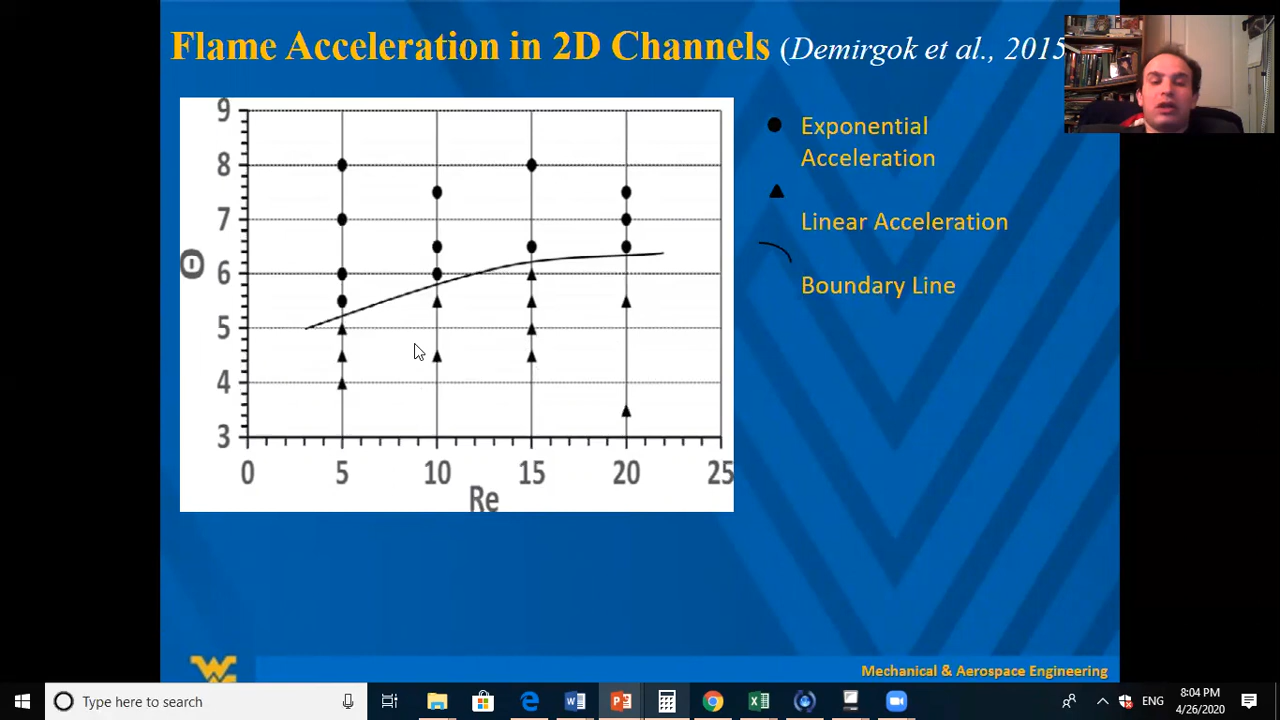 Flame Acceleration in 2D Channels (Demirgok et al., 2015
9
8
7
Θ
6
5
4
3
0 5 10 15 20 25
Re
Exponential
Acceleration
Linear Acceleration
Boundary Line
Mechanical & Aerospace Engineering
Type here to search
ENG
8:04 PM
4/26/2020